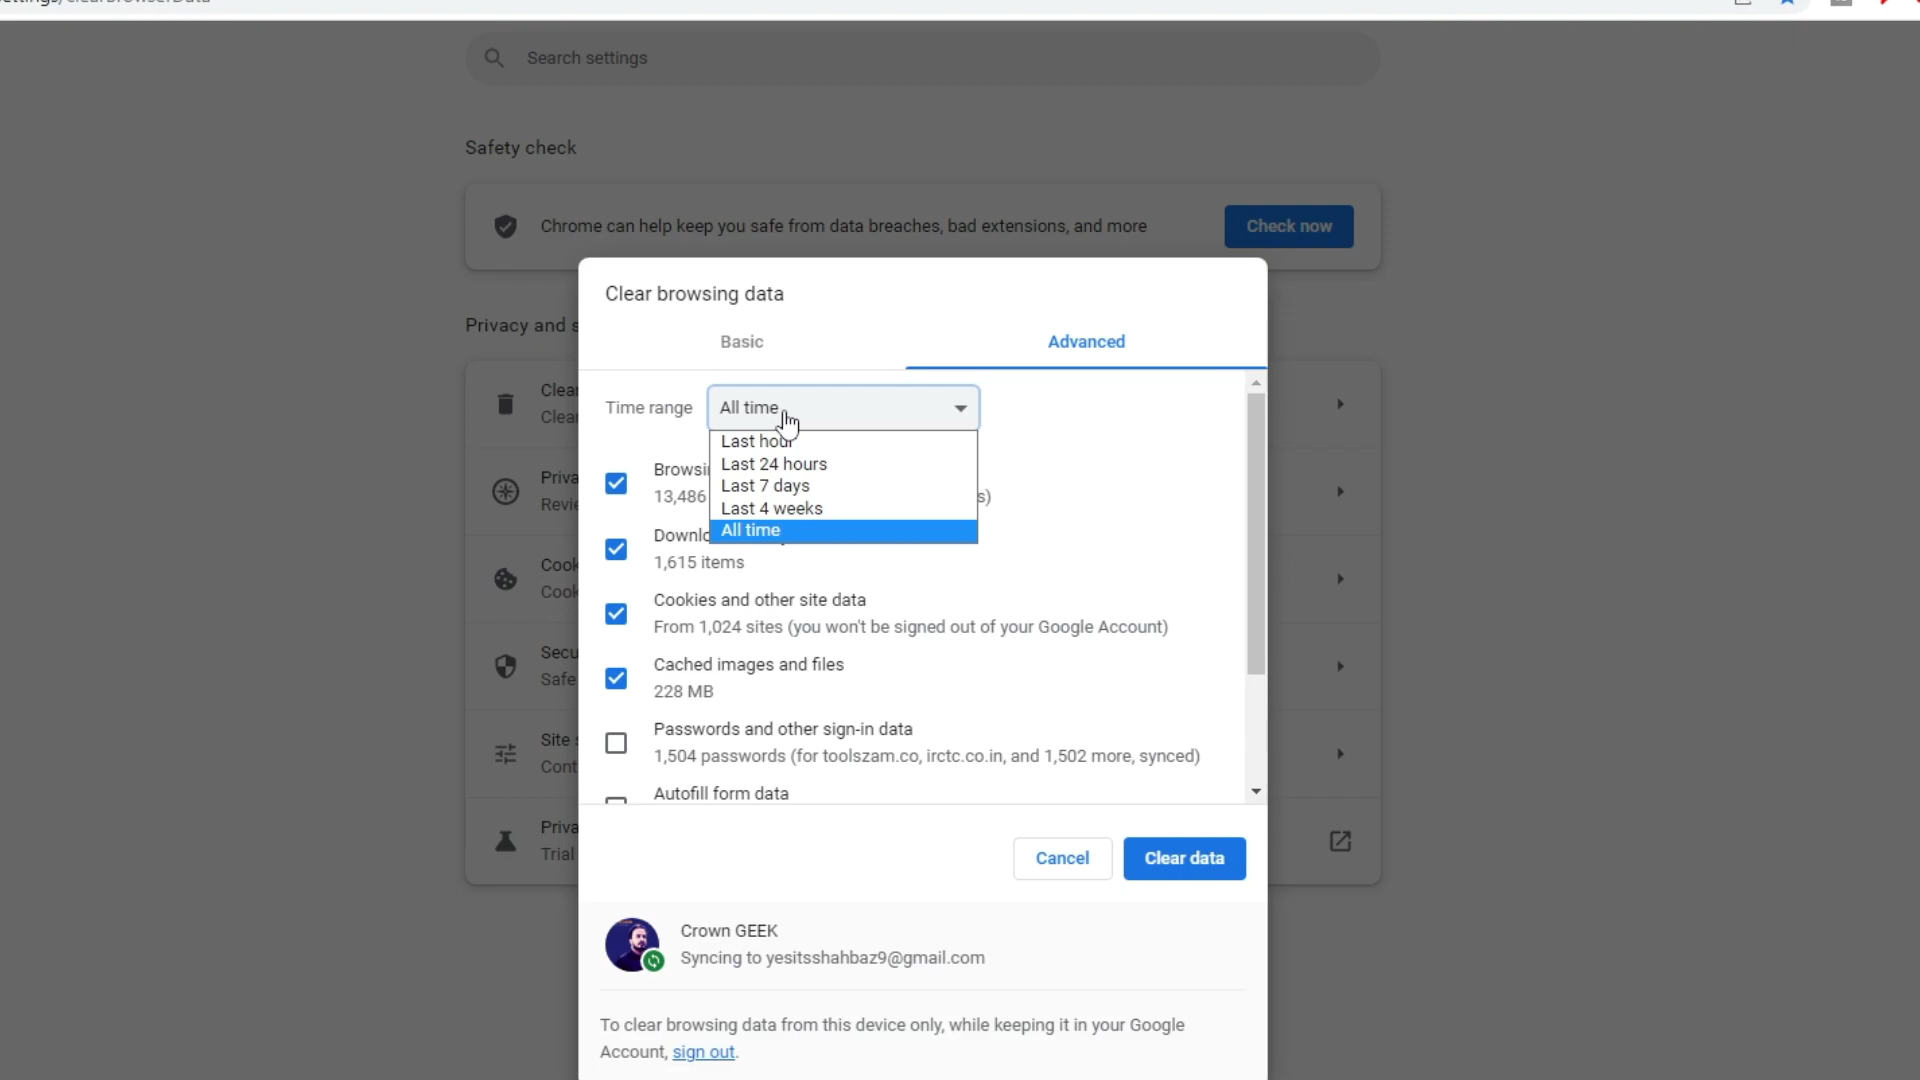 Search settings
Safety check
Chrome can help keep you safe from data breaches, bad extensions, and more
Check now
Privacy and s
Clear browsing data
Basic
Advanced
Time range
All time
Last hour
Last 24 hours
Last 7 days
Last 4 weeks
All time
Browsi
13,486
s)
Downlo
1,615 items
Cookies and other site data
From 1,024 sites (you won't be signed out of your Google Account)
Cached images and files
228 MB
Passwords and other sign-in data
1,504 passwords (for toolszam.co, irctc.co.in, and 1,502 more, synced)
Autofill form data
Cancel
Clear data
Crown GEEK
Syncing to yesitsshahbaz9@gmail.com
To clear browsing data from this device only, while keeping it in your Google
Account, sign out.
Clear
Clear
Priva
Revie
Cook
Cook
Secu
Safe
Site s
Cont
Priva
Trial